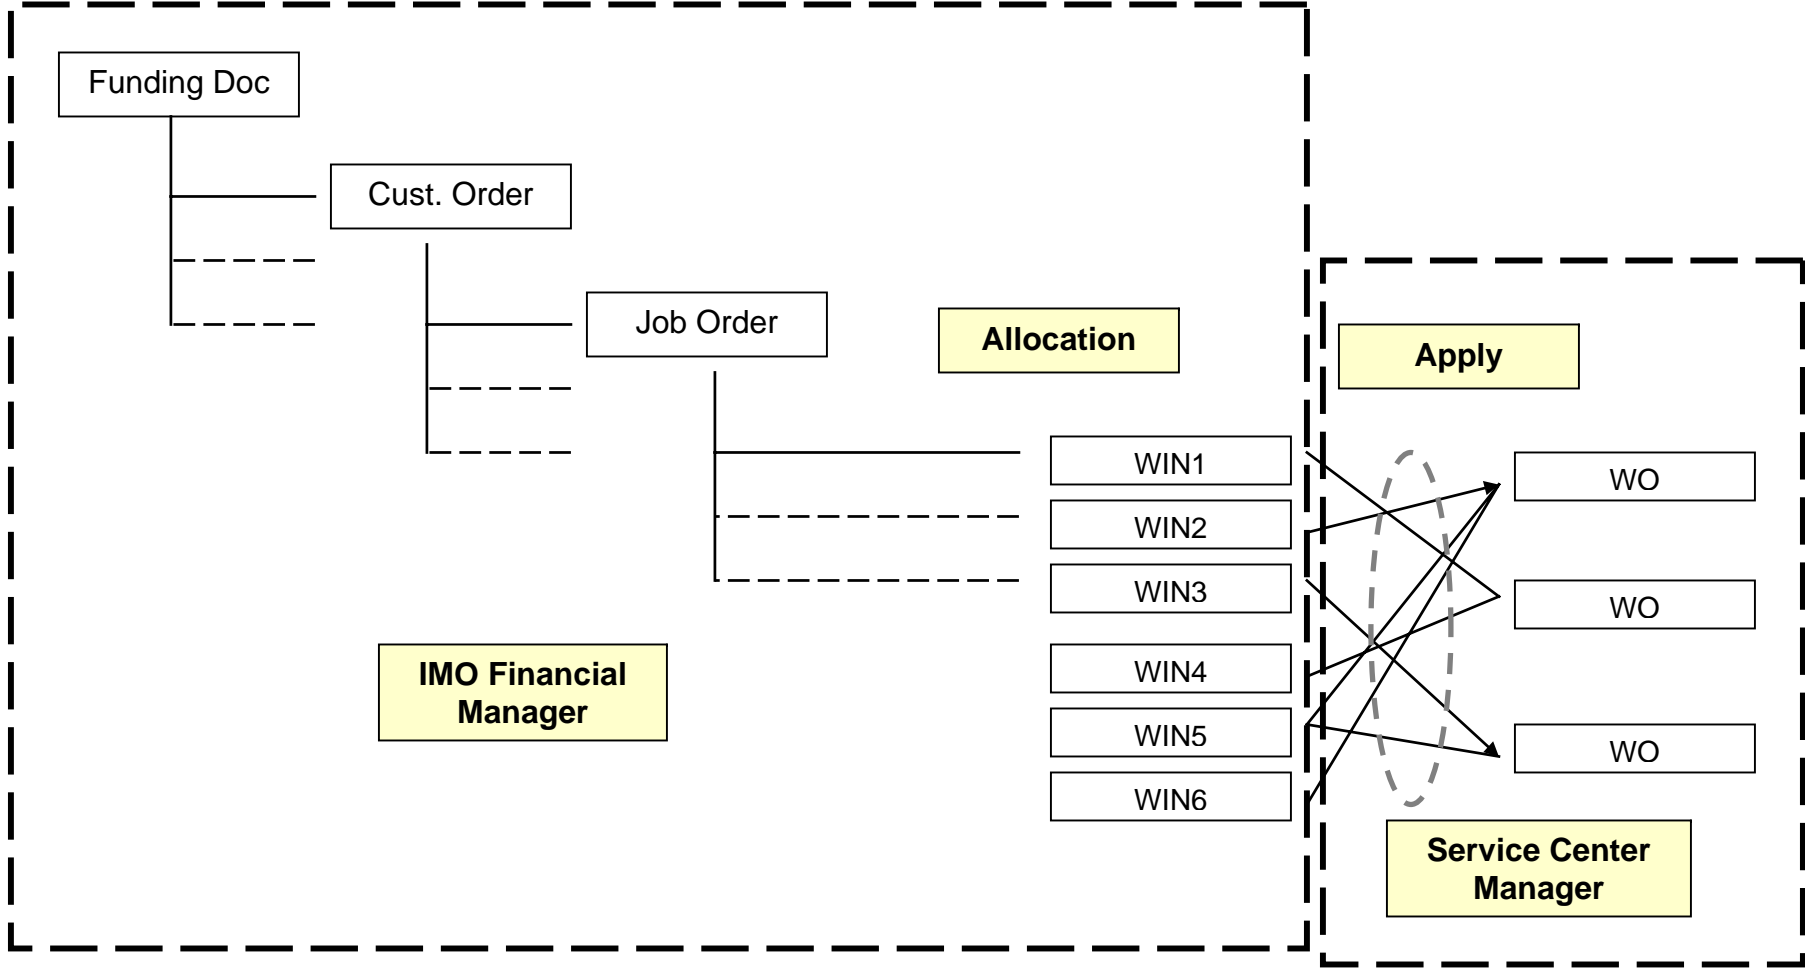 Funding Doc
Cust. Order
Job Order
Allocation
Apply
WIN1
WO
WIN2
WIN3
WO
WIN4
IMO Financial
Manager
WIN5
WO
WIN6
Service Center
Manager